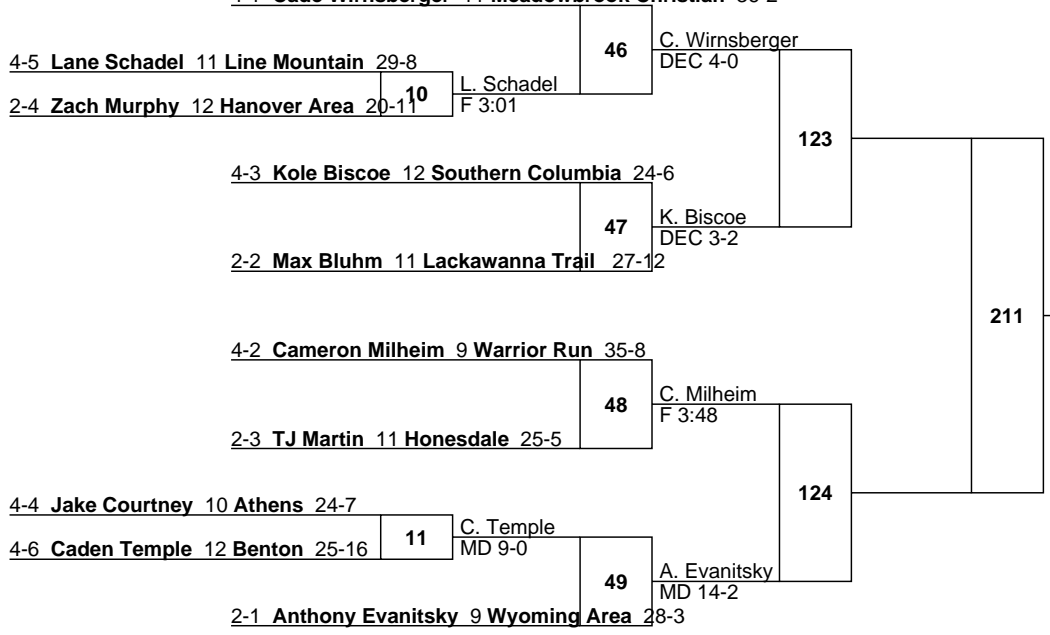 Wirnsberger Meadowbrook Christian
46
C. Wirnsberger
DEC 4-0
4-5 Lane Schadel 11 Line Mountain 29-8
10
L. Schadel
F 3:01
2-4 Zach Murphy 12 Hanover Area 20-11
123
4-3 Kole Biscoe 12 Southern Columbia 24-6
47
K. Biscoe
DEC 3-2
2-2 Max Bluhm 11 Lackawanna Trail 27-12
211
4-2 Cameron Milheim 9 Warrior Run 35-8
48
C. Milheim
F 3:48
2-3 TJ Martin 11 Honesdale 25-5
124
4-4 Jake Courtney 10 Athens 24-7
11
C. Temple
MD 9-0
4-6 Caden Temple 12 Benton 25-16
49
A. Evanitsky
MD 14-2
2-1 Anthony Evanitsky 9 Wyoming Area 28-3